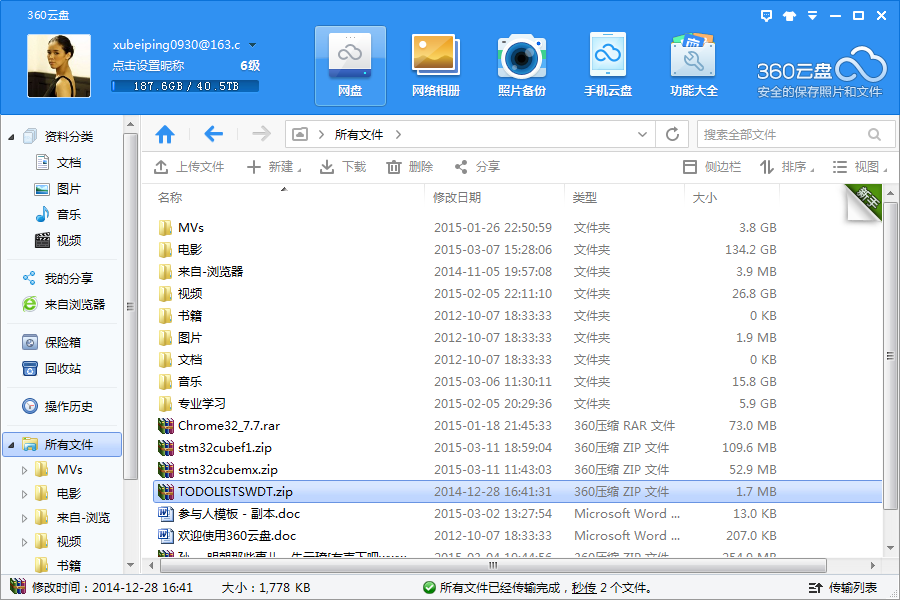 360云盘
xubeiping0930@163.c
点击设置昵称 6级
187.6GB / 40.5TB
网盘 网络相册 照片备份 手机云盘 功能大全
360云盘
安全的保存照片和文件
资料分类
文档
图片
音乐
视频
我的分享
来自浏览器
保险箱
回收站
操作历史
所有文件
MVs
电影
来自-浏览
视频
书籍
所有文件 搜索全部文件
上传文件 新建 下载 删除 分享 侧边栏 排序 视图
名称 修改日期 类型 大小
新手
MVs 2015-01-26 22:50:59 文件夹 3.8 GB
电影 2015-03-07 15:28:06 文件夹 134.2 GB
来自-浏览器 2014-11-05 19:57:08 文件夹 3.9 MB
视频 2015-02-05 22:11:10 文件夹 26.8 GB
书籍 2012-10-07 18:33:33 文件夹 0 KB
图片 2012-10-07 18:33:33 文件夹 1.9 MB
文档 2012-10-07 18:33:33 文件夹 0 KB
音乐 2015-03-06 11:30:11 文件夹 15.8 GB
专业学习 2015-02-05 20:29:36 文件夹 5.9 GB
Chrome32_7.7.rar 2015-01-18 21:45:33 360压缩 RAR 文件 73.0 MB
stm32cubef1.zip 2015-03-11 18:59:04 360压缩 ZIP 文件 109.6 MB
stm32cubemx.zip 2015-03-11 11:43:03 360压缩 ZIP 文件 52.9 MB
TODOLISTSWDT.zip 2014-12-28 16:41:31 360压缩 ZIP 文件 1.7 MB
参与人模板 - 副本.doc 2015-03-02 13:27:54 Microsoft Word ... 13.0 KB
欢迎使用360云盘.doc 2012-10-07 18:33:33 Microsoft Word ... 207.0 KB
2015-03-04 19:44:56 360压缩 ZIP 文件 254.0 MB
修改时间：2014-12-28 16:41 大小：1,778 KB 所有文件已经传输完成，秒传 2 个文件。 传输列表